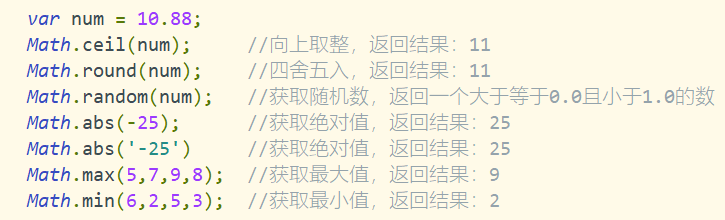 var num = 10.88;
Math.ceil(num); //向上取整，返回结果：11
Math.round(num); //四舍五入，返回结果：11
Math.random(num); //获取随机数，返回一个大于等于0.0且小于1.0的数
Math.abs(-25); //获取绝对值，返回结果：25
Math.abs('-25') //获取绝对值，返回结果：25
Math.max(5,7,9,8); //获取最大值，返回结果：9
Math.min(6,2,5,3); //获取最小值，返回结果：2